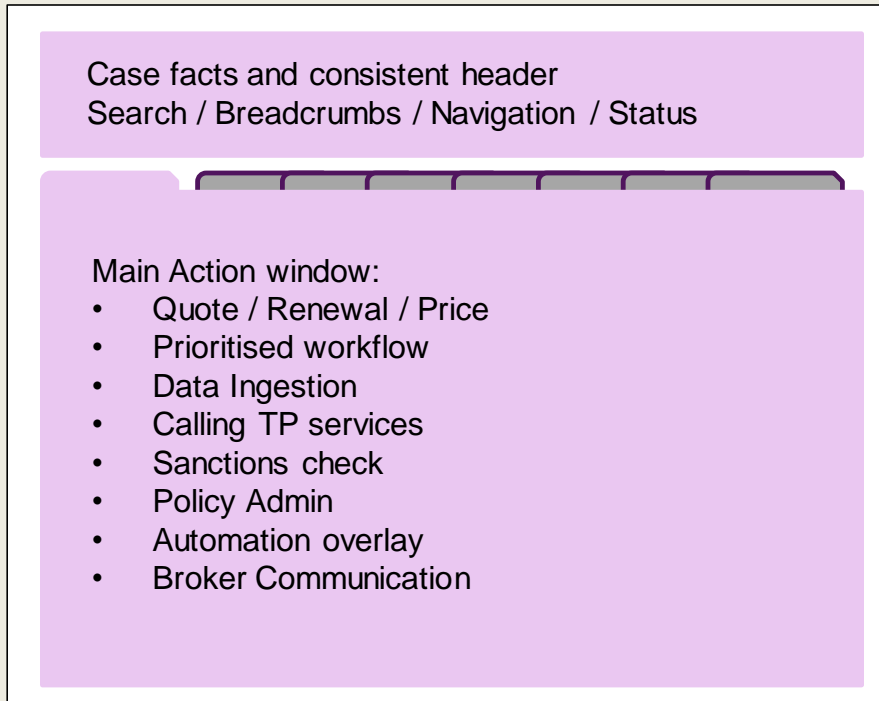 Case facts and consistent header
Search / Breadcrumbs / Navigation / Status
Main Action window:
• Quote / Renewal / Price
• Prioritised workflow
• Data Ingestion
• Calling TP services
• Sanctions check
• Policy Admin
• Automation overlay
• Broker Communication